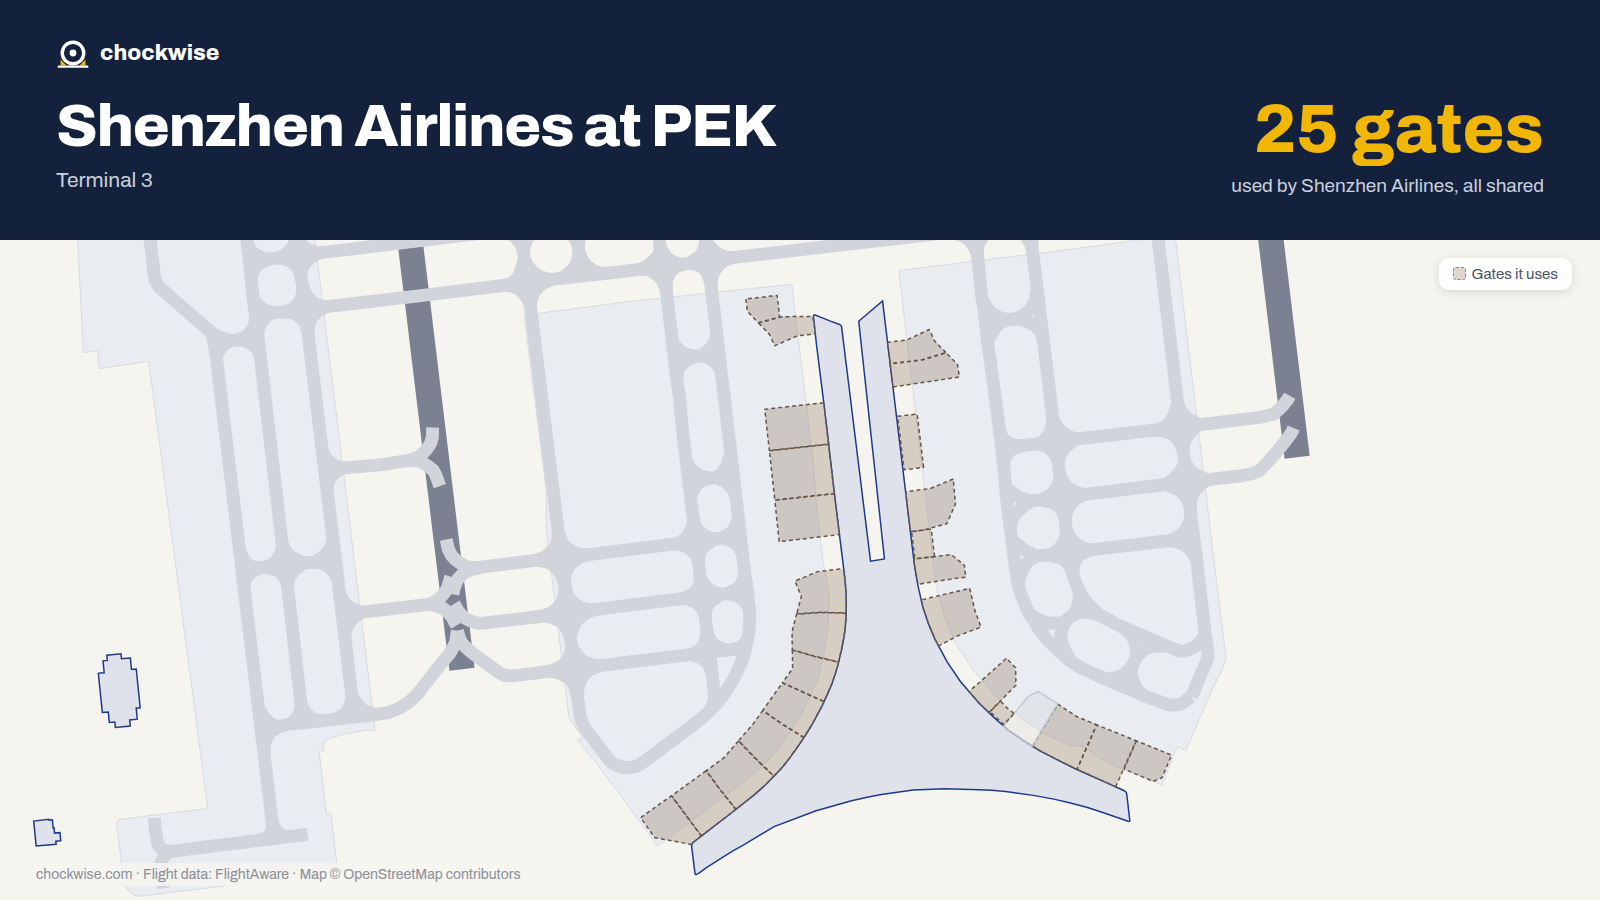 chockwise
Shenzhen Airlines at PEK
Terminal 3
25 gates
used by Shenzhen Airlines, all shared
Gates it uses
chockwise.com · Flight data: FlightAware · Map © OpenStreetMap contributors